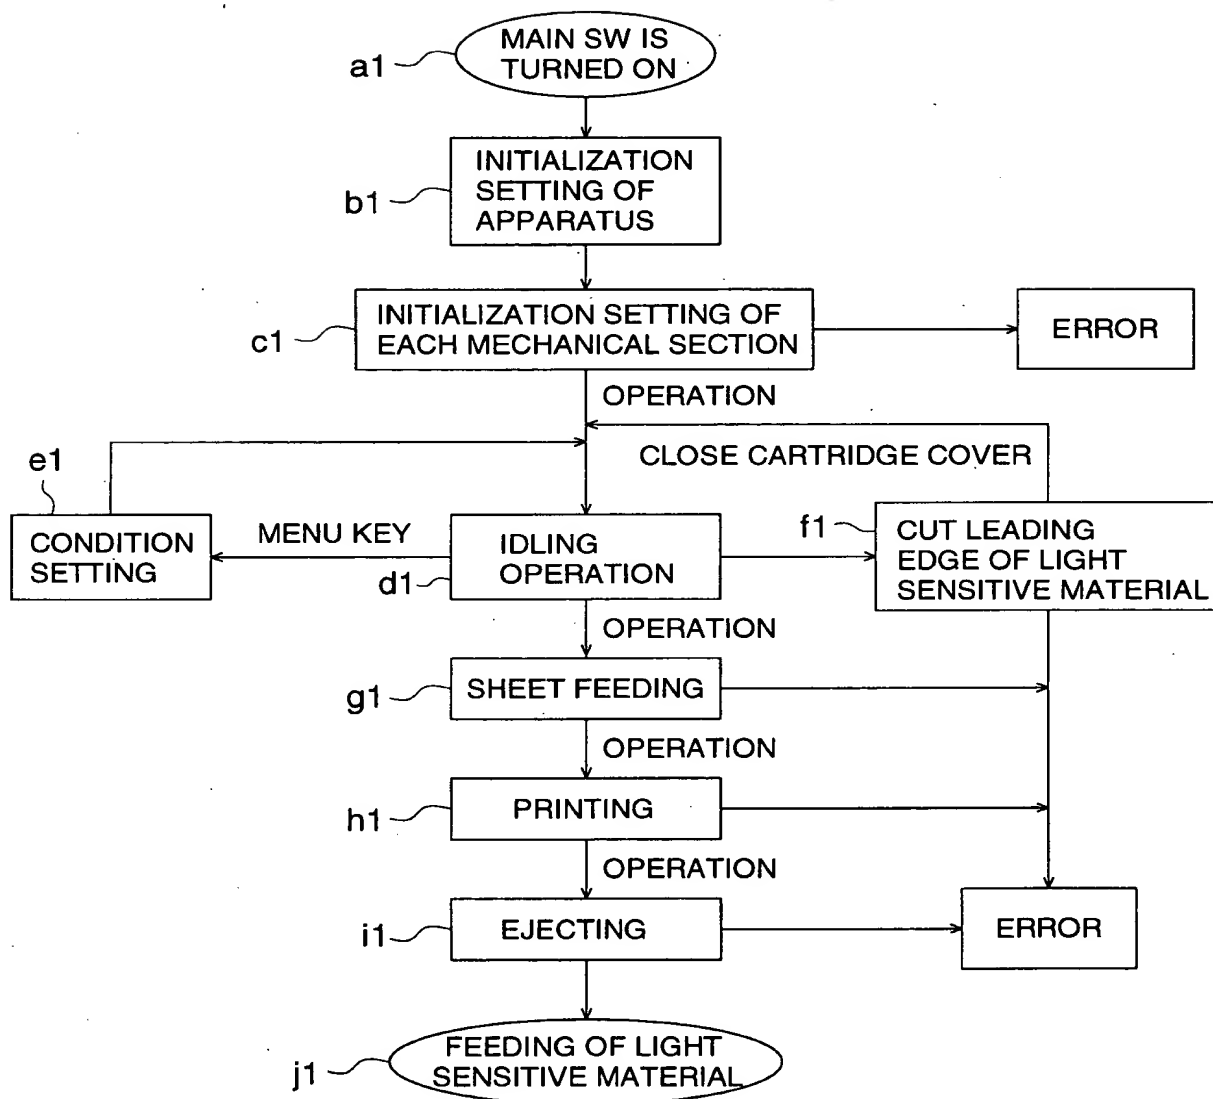 MAIN SW IS
TURNED ON
a1
INITIALIZATION
SETTING OF
APPARATUS
b1
INITIALIZATION SETTING OF
EACH MECHANICAL SECTION
c1
ERROR
OPERATION
CLOSE CARTRIDGE COVER
e1
CONDITION
SETTING
MENU KEY
IDLING
OPERATION
d1
f1
CUT LEADING
EDGE OF LIGHT
SENSITIVE MATERIAL
OPERATION
SHEET FEEDING
g1
OPERATION
PRINTING
h1
OPERATION
EJECTING
i1
ERROR
FEEDING OF LIGHT
SENSITIVE MATERIAL
j1